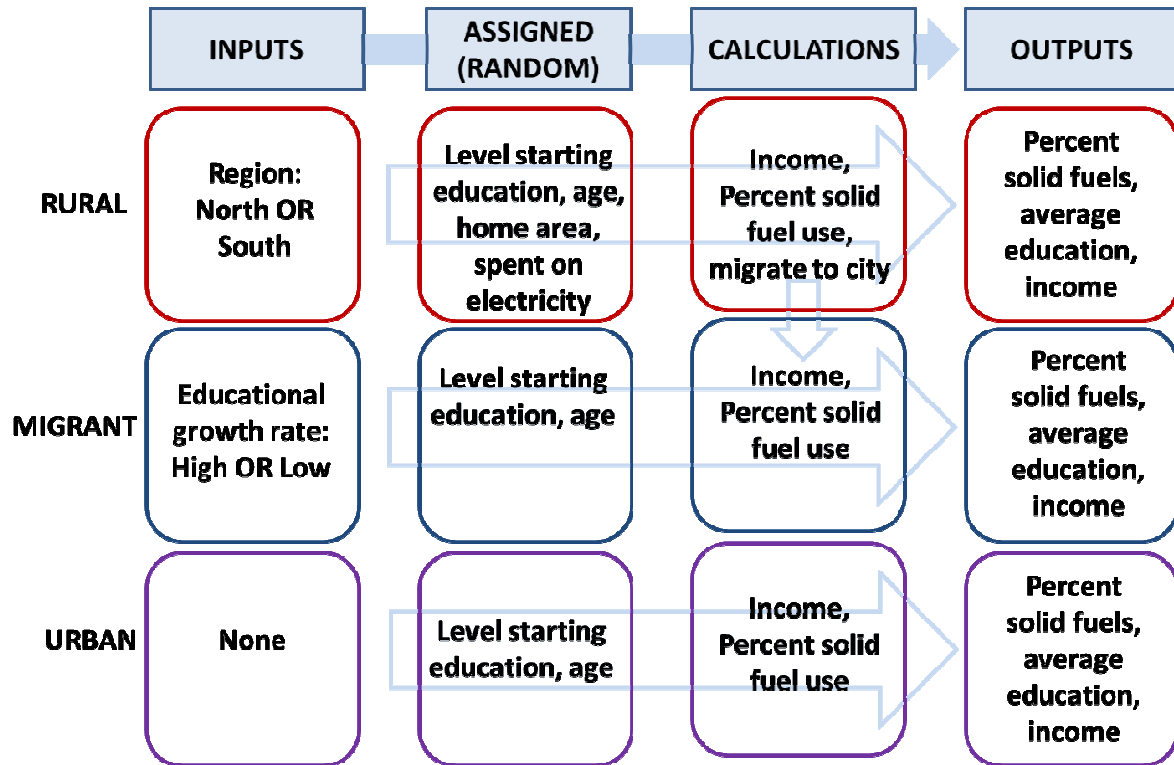 INPUTS
ASSIGNED
(RANDOM)
CALCULATIONS
OUTPUTS
RURAL
Region:
North OR
South
Level starting
education, age,
home area,
spent on
electricity
Income,
Percent solid
fuel use,
migrate to city
Percent
solid fuels,
average
education,
income
MIGRANT
Educational
growth rate:
High OR Low
Level starting
education, age
Income,
Percent solid
fuel use
Percent
solid fuels,
average
education,
income
URBAN
None
Level starting
education, age
Income,
Percent solid
fuel use
Percent
solid fuels,
average
education,
income